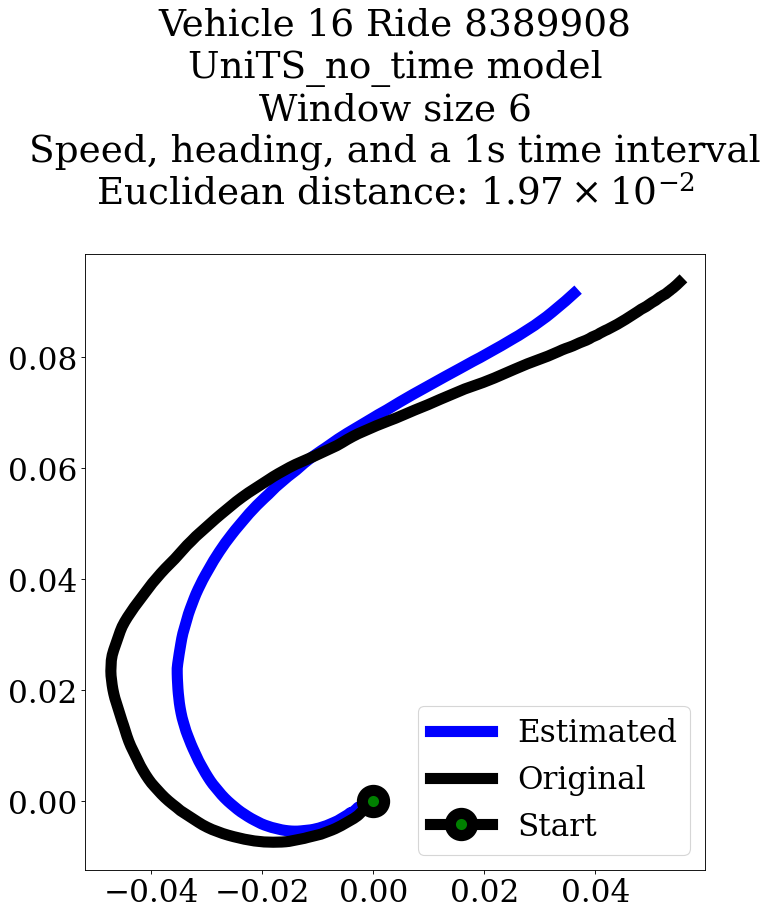 Vehicle 16 Ride 8389908
UniTS_no_time model
Window size 6
Speed, heading, and a 1s time interval
Euclidean distance: 1.97 × 10⁻²
0.08
0.06
0.04
0.02
0.00
Estimated
Original
Start
−0.04 −0.02 0.00 0.02 0.04